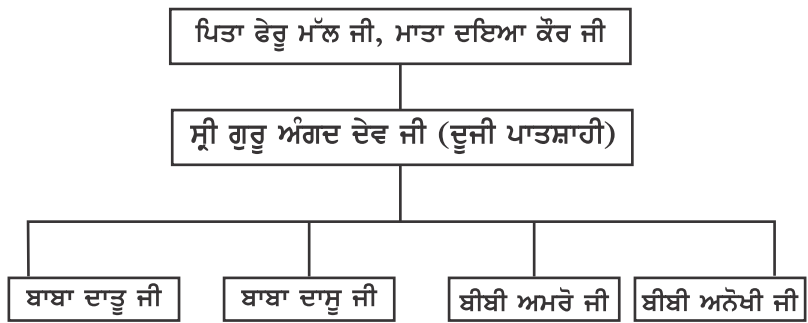 ਪਿਤਾ ਫੇਰੂ ਮੱਲ ਜੀ, ਮਾਤਾ ਦਇਆ ਕੌਰ ਜੀ
ਸ੍ਰੀ ਗੁਰੂ ਅੰਗਦ ਦੇਵ ਜੀ (ਦੂਜੀ ਪਾਤਸ਼ਾਹੀ)
ਬਾਬਾ ਦਾਤੂ ਜੀ
ਬਾਬਾ ਦਾਸੂ ਜੀ
ਬੀਬੀ ਅਮਰੋ ਜੀ
ਬੀਬੀ ਅਨੋਖੀ ਜੀ